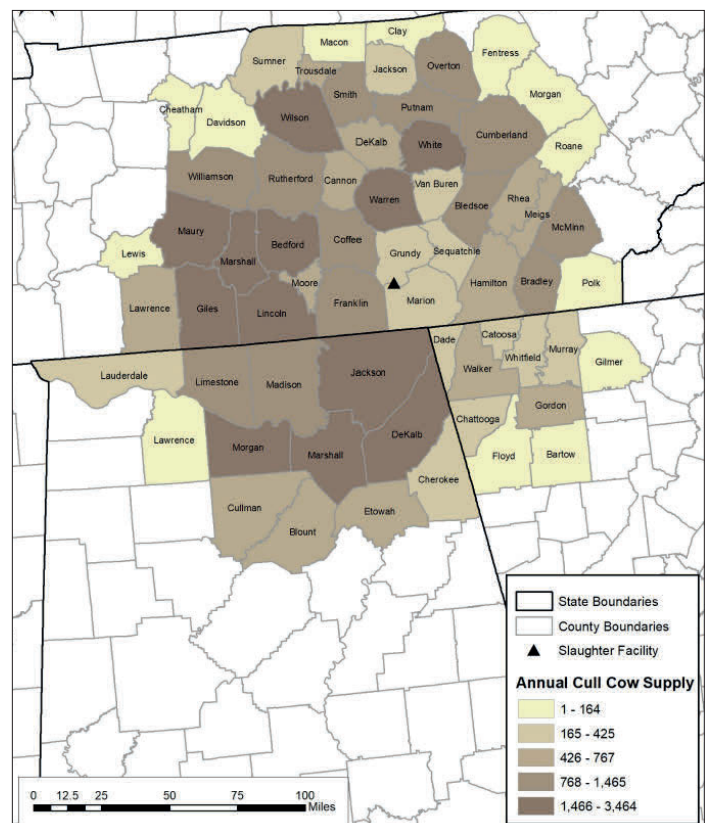 Macon
Clay
Sumner
Trousdale
Jackson
Overton
Fentress
Smith
Putnam
Morgan
Cheatham
Davidson
Wilson
DeKalb
White
Cumberland
Roane
Williamson
Rutherford
Cannon
Van Buren
Warren
Bledsoe
Rhea
Meigs
McMinn
Maury
Lewis
Marshall
Bedford
Coffee
Grundy
Sequatchie
Moore
Lawrence
Giles
Lincoln
Franklin
Marion
Hamilton
Bradley
Polk
Lauderdale
Limestone
Madison
Jackson
Dade
Catoosa
Walker
Whitfield
Murray
Gilmer
Lawrence
Morgan
Marshall
DeKalb
Chattooga
Gordon
Floyd
Bartow
Cherokee
Cullman
Blount
Etowah
State Boundaries
County Boundaries
Slaughter Facility
Annual Cull Cow Supply
1 - 164
165 - 425
426 - 767
768 - 1,465
1,466 - 3,464
0 12.5 25 50 75 100
Miles